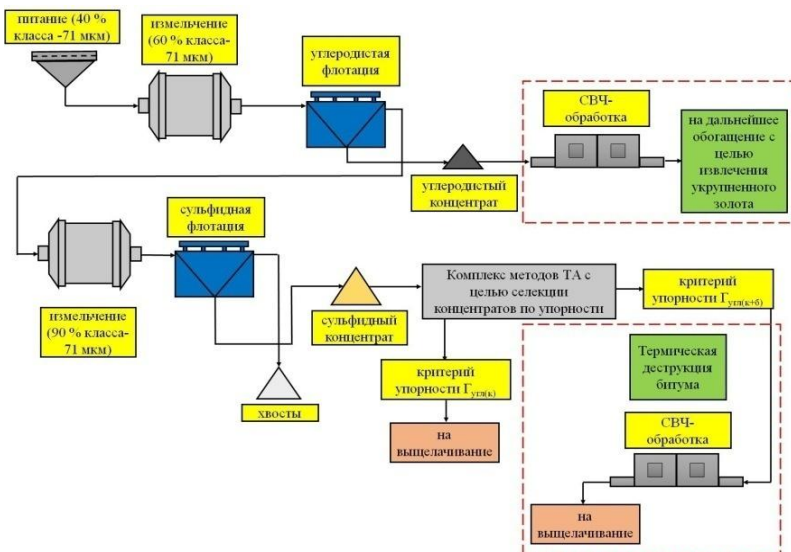 питание (40 %
класса -71 мкм)
измельчение
(60 % класса-
71 мкм)
углеродистая
флотация
СВЧ-
обработка
на дальнейшее
обогащение с
целью
извлечения
укрупненного
золота
углеродистый
концентрат
сульфидная
флотация
измельчение
(90 % класса-
71 мкм)
сульфидный
концентрат
хвосты
Комплекс методов ТА с
целью селекции
концентратов по упорности
критерий
упорности Гугл(к+б)
критерий
упорности Гугл(к)
на
выщелачивание
Термическая
деструкция
битума
СВЧ-
обработка
на
выщелачивание